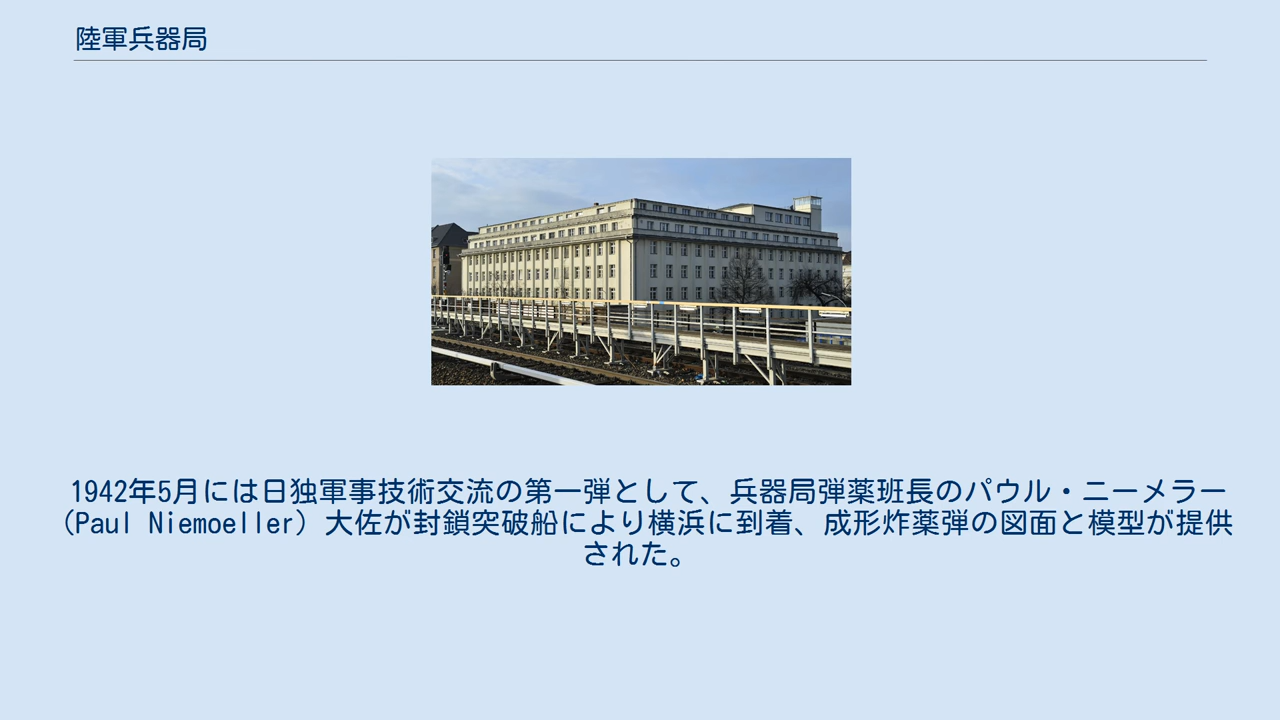 陸軍兵器局
1942年5月には日独軍事技術交流の第一弾として、兵器局弾薬班長のパウル・ニーメラー
（Paul Niemoeller）大佐が封鎖突破船により横浜に到着、成形炸薬弾の図面と模型が提供
された。